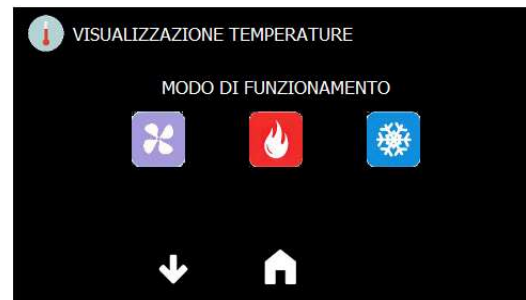 VISUALIZZAZIONE TEMPERATURE
MODO DI FUNZIONAMENTO